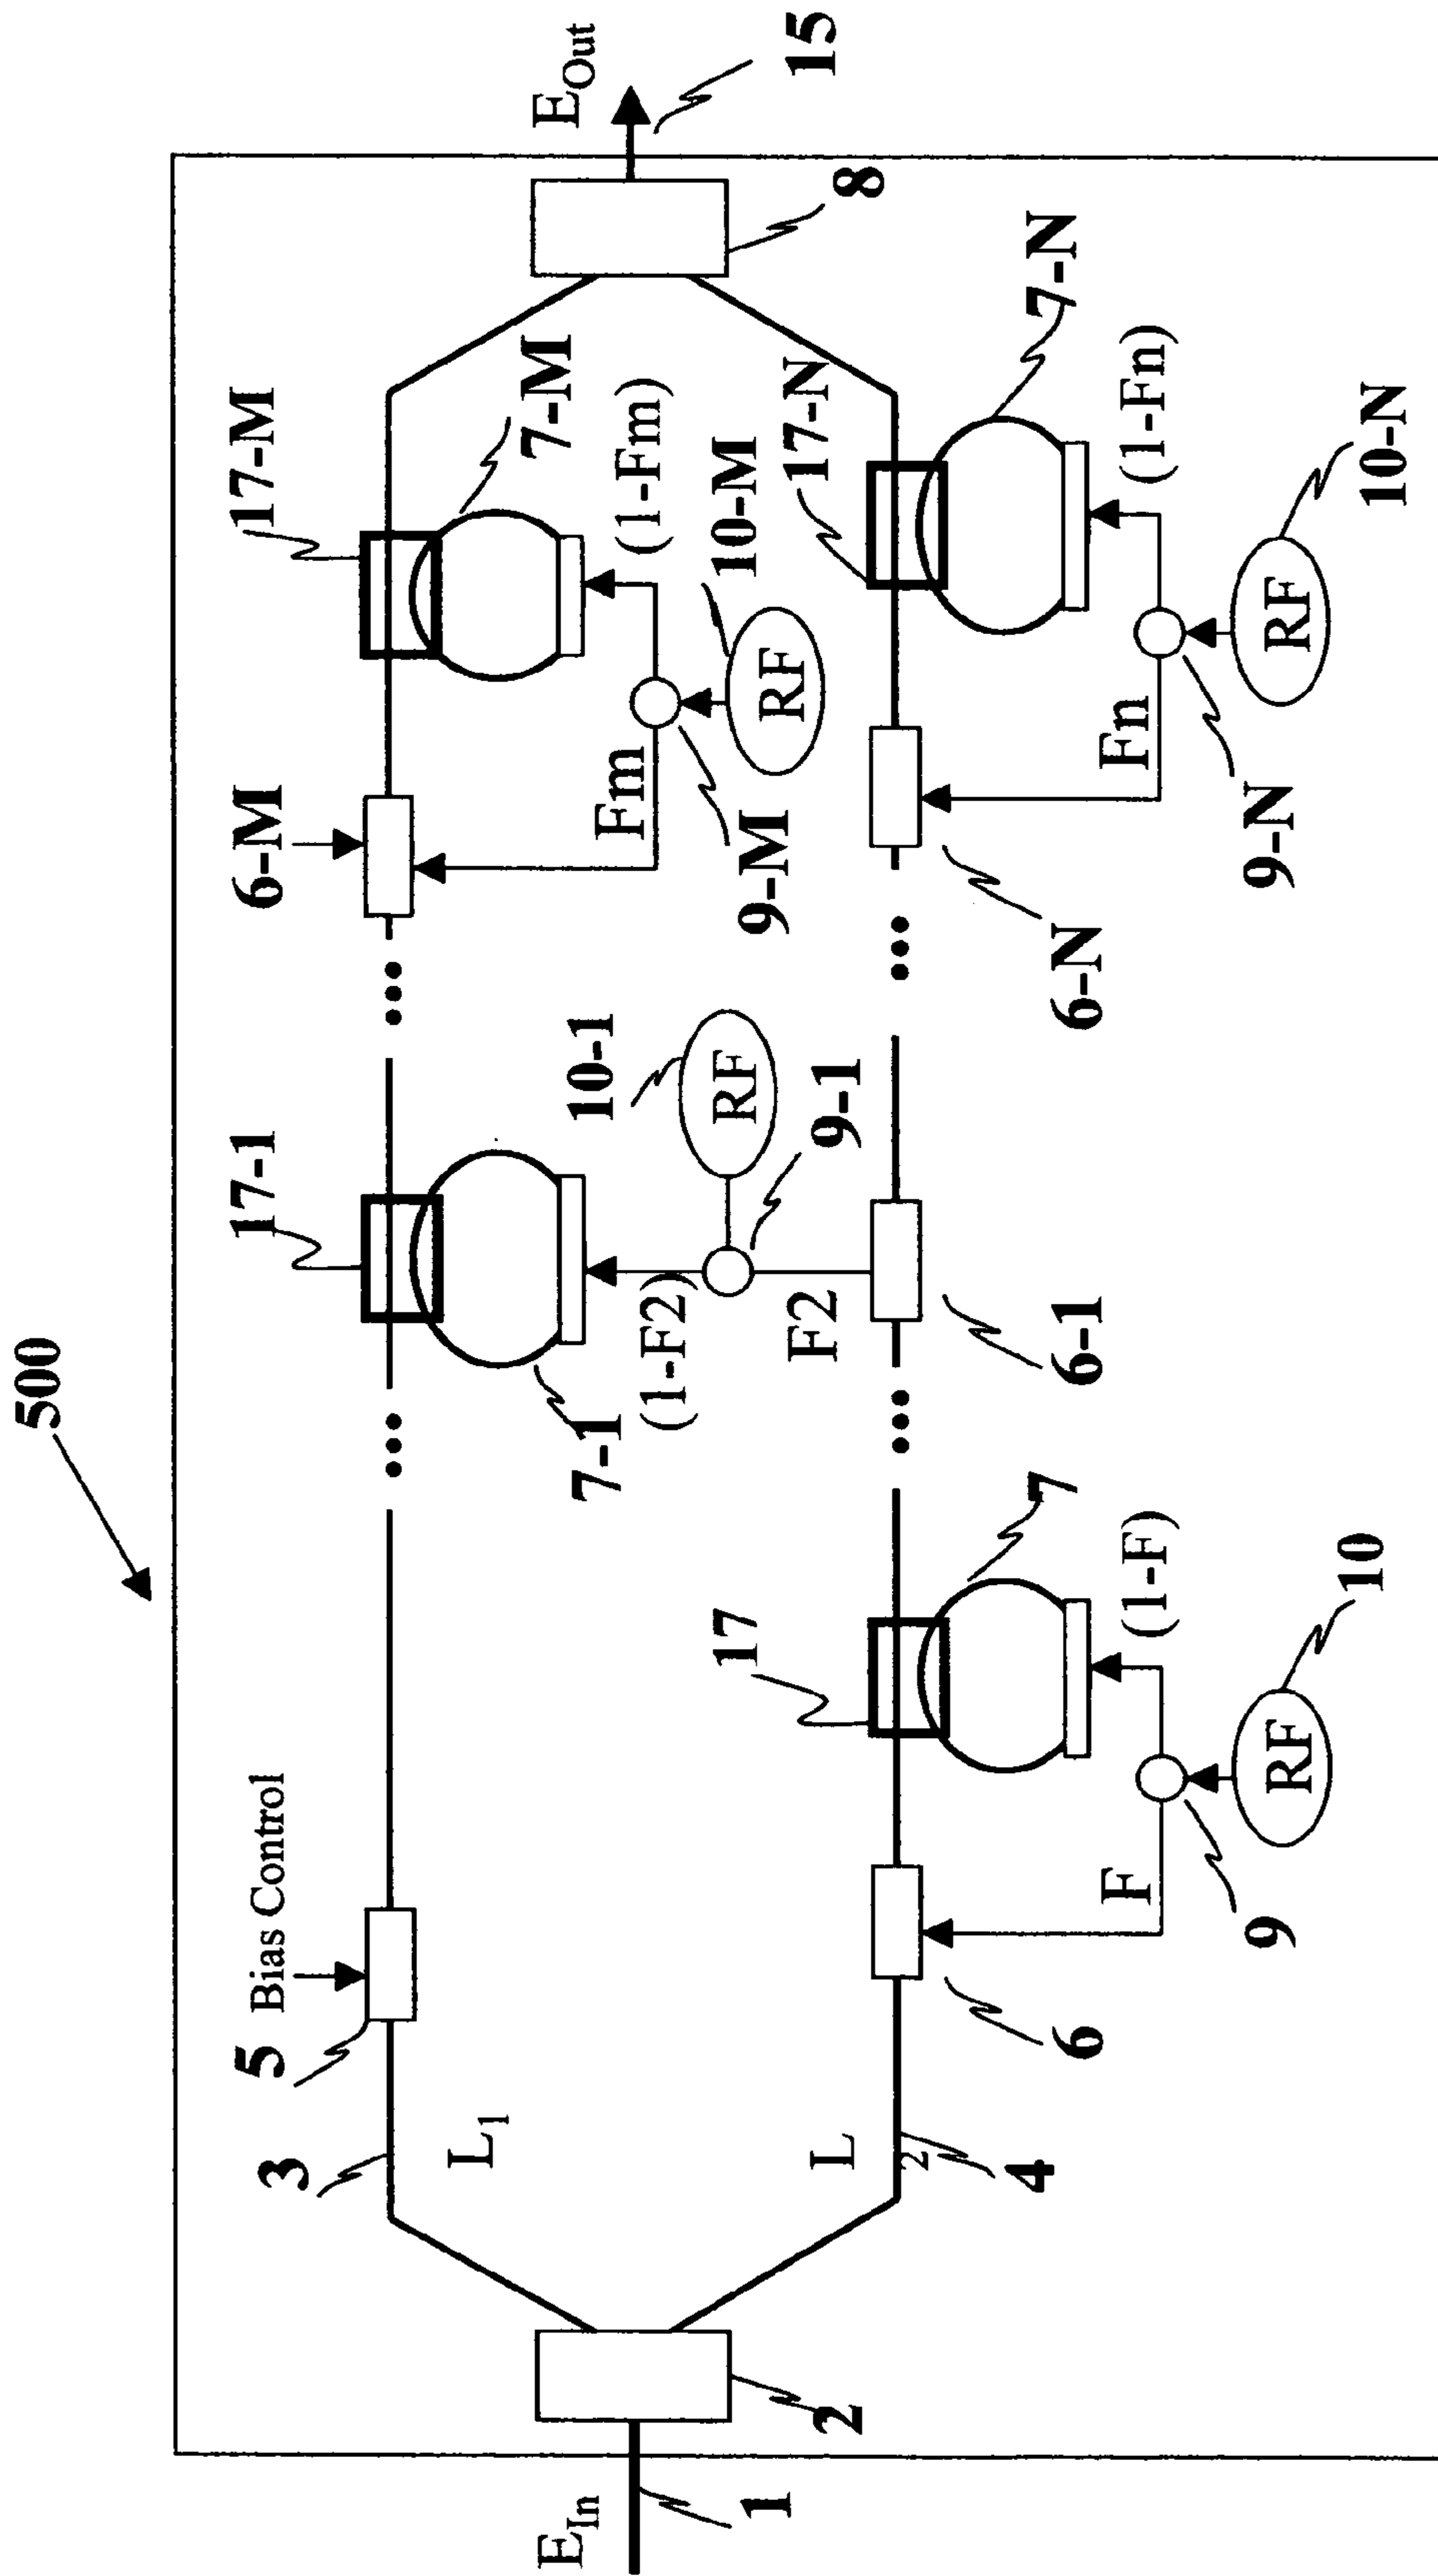 500
E_In
1
2
3
L_1
5
Bias Control
L_2
4
6
F
9
RF
10
(1-F)
7
17
•••
•••
17-1
7-1
(1-F2)
F2
9-1
RF
10-1
6-1
•••
•••
6-M
Fm
9-M
RF
10-M
(1-Fm)
7-M
17-M
6-N
Fn
9-N
RF
10-N
(1-Fn)
7-N
17-N
8
E_Out
15